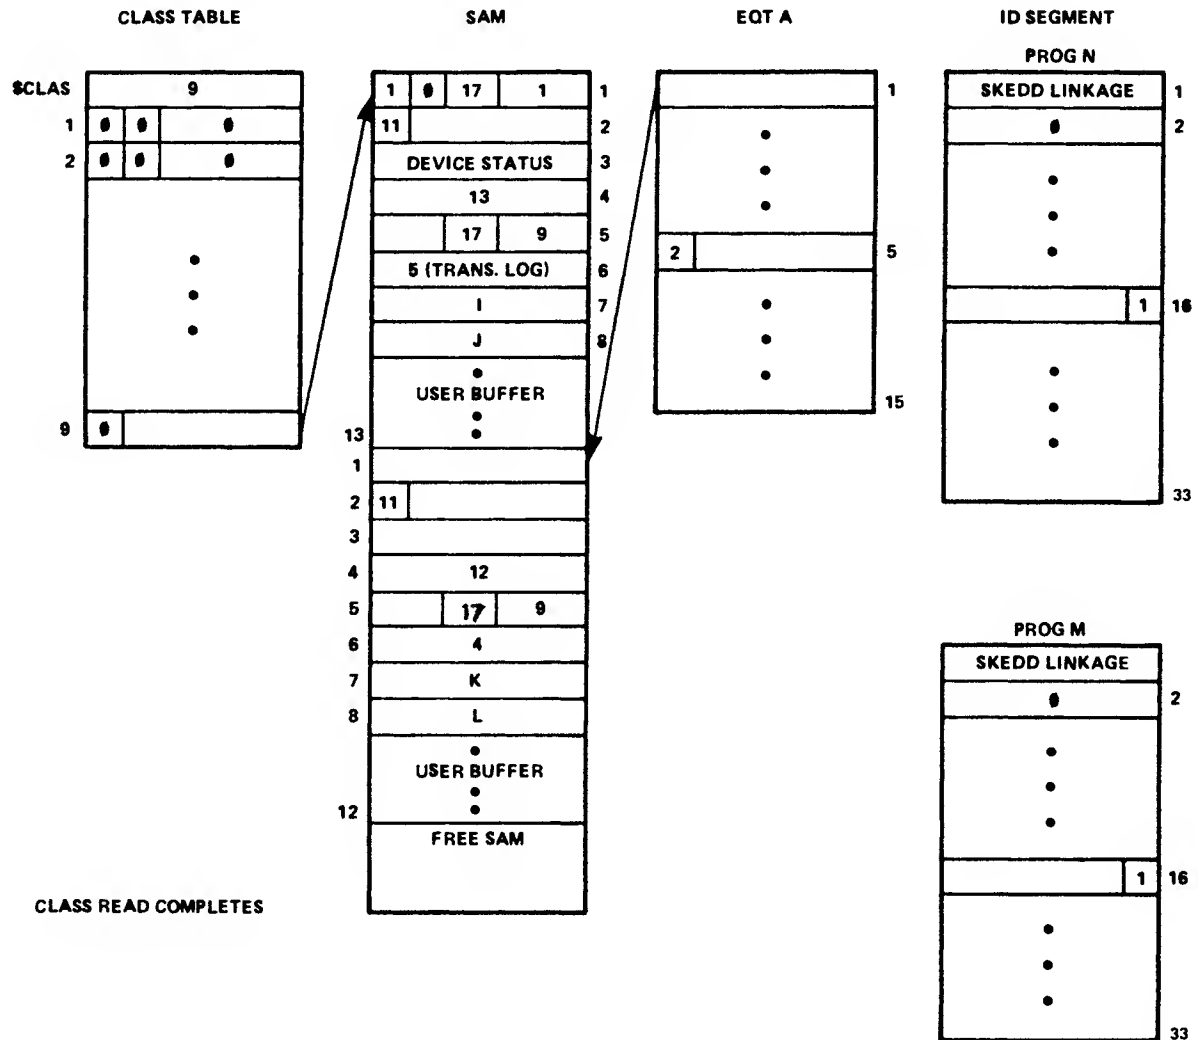 CLASS TABLE SAM EQT A ID SEGMENT
PROG N
$CLAS 9
1 0 0 0
2 0 0 0
9 0
1 0 17 1 1
11 2
DEVICE STATUS 3
13 4
17 9 5
5 (TRANS. LOG) 6
I 7
J 8
USER BUFFER
13
1
2 11
3
4 12
5 17 9
6 4
7 K
8 L
USER BUFFER
12
FREE SAM
1
2 5
15
SKEDD LINKAGE 1
0 2
1 16
33
PROG M
SKEDD LINKAGE
0 2
1 16
33
CLASS READ COMPLETES